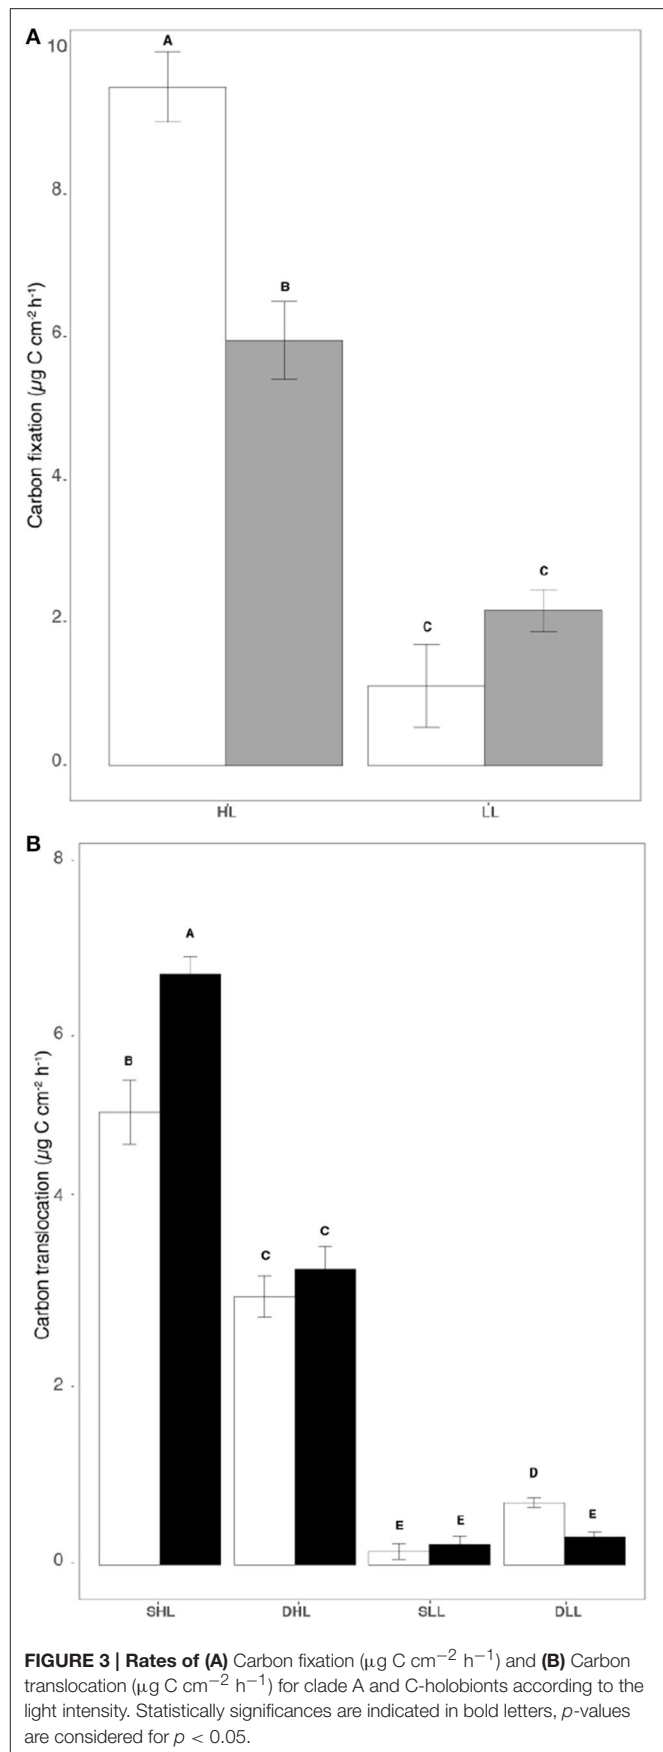 A
10
A
8
B
Carbon fixation (µg C cm-2 h-1)
6
4
C
2
C
0
HL
LL
B
8
A
B
6
Carbon translocation (µg C cm-2 h-1)
4
C
C
2
D
E
E
E
0
SHL
DHL
SLL
DLL
FIGURE 3 | Rates of (A) Carbon fixation (μg C cm−2 h−1) and (B) Carbon
translocation (μg C cm−2 h−1) for clade A and C-holobionts according to the
light intensity. Statistically significances are indicated in bold letters, p-values
are considered for p < 0.05.